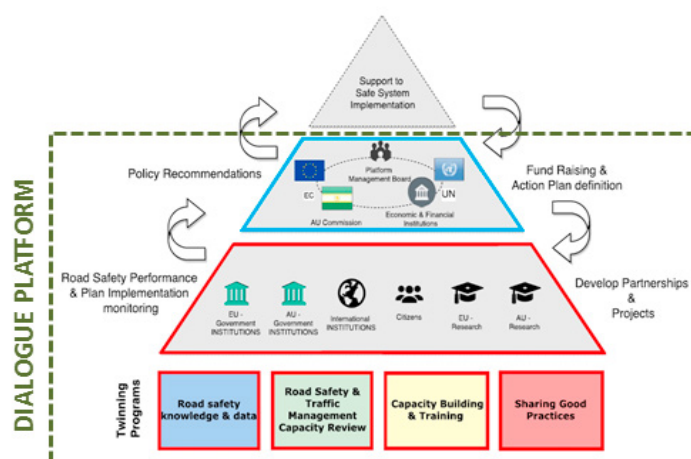 Support to
Safe System
Implementation
Policy Recommendations
Fund Raising &
Action Plan definition
Platform
Management Board
EC
UN
AU Commission
Economic & Financial
Institutions
Road Safety Performance
& Plan Implementation
monitoring
Develop Partnerships
&
Projects
EU -
Government
INSTITUTIONS
AU -
Government
INSTITUTIONS
International
INSTITUTIONS
Citizens
EU -
Research
AU -
Research
DIALOGUE PLATFORM
Twinning
Programs
Road safety
knowledge & data
Road Safety &
Traffic
Management
Capacity Review
Capacity Building
& Training
Sharing Good
Practices